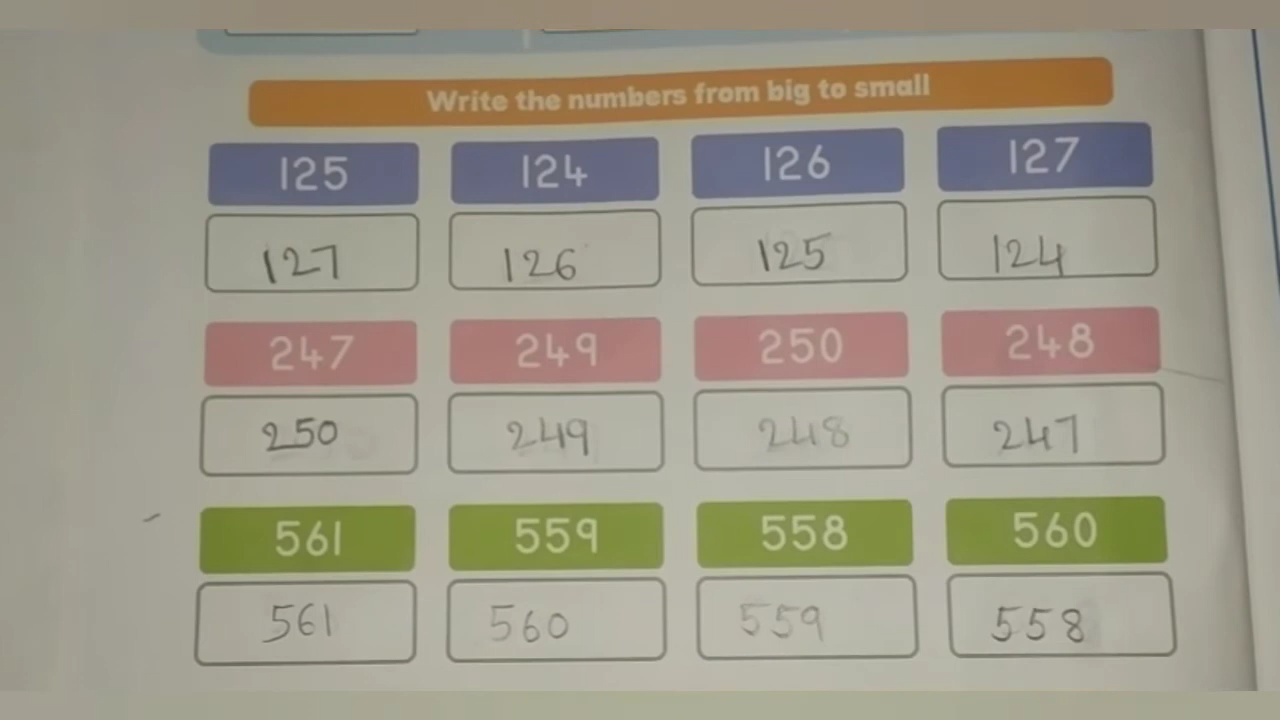 Write the numbers from big to small
125 124 126 127
127 126 125 124
247 249 250 248
250 249 248 247
561 559 558 560
561 560 559 558